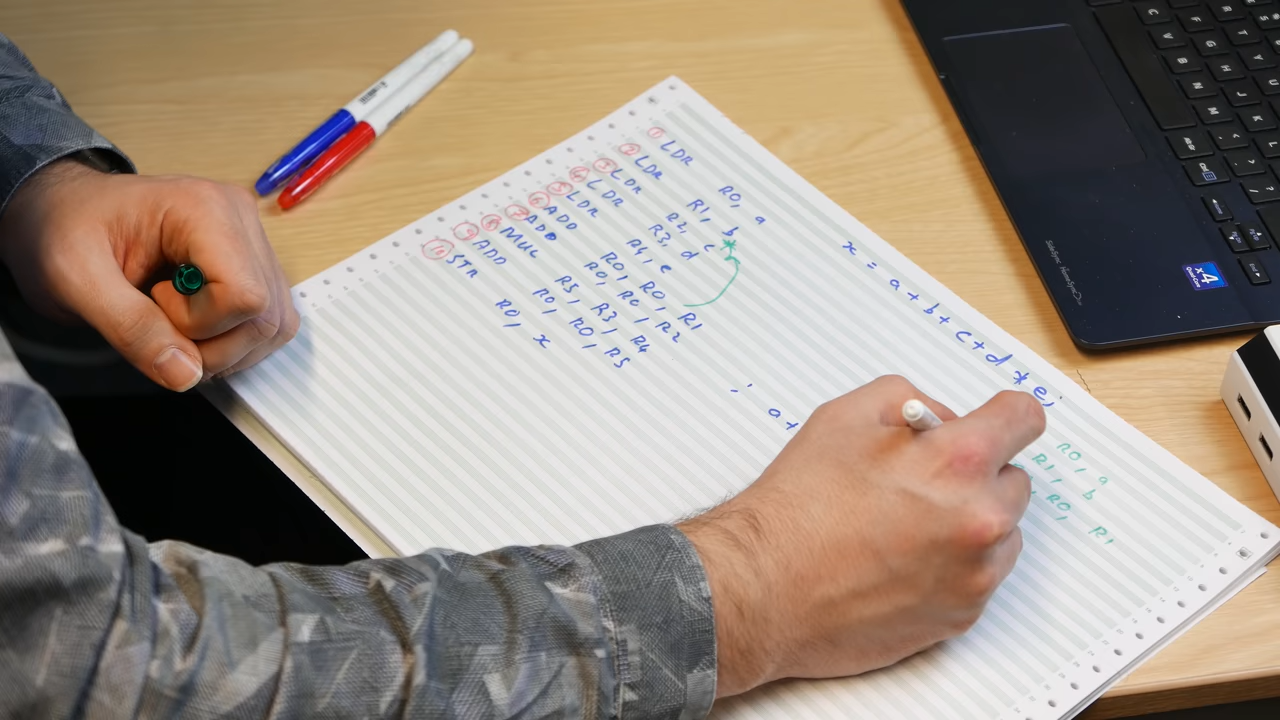 ① LDR R0, a
② LDR R1, b *
③ LDR R2, c
④ LDR R3, d
⑤ LDR R4, e
⑥ ADD R0, R0, R1
⑦ ADD R0, R0, R2
⑧ MUL R5, R3, R4
⑨ ADD R0, R0, R5
⑩ STR R0, x
x = a + b + c + d * e;
; a +
R0, a
R1, b
R0, R1
x4